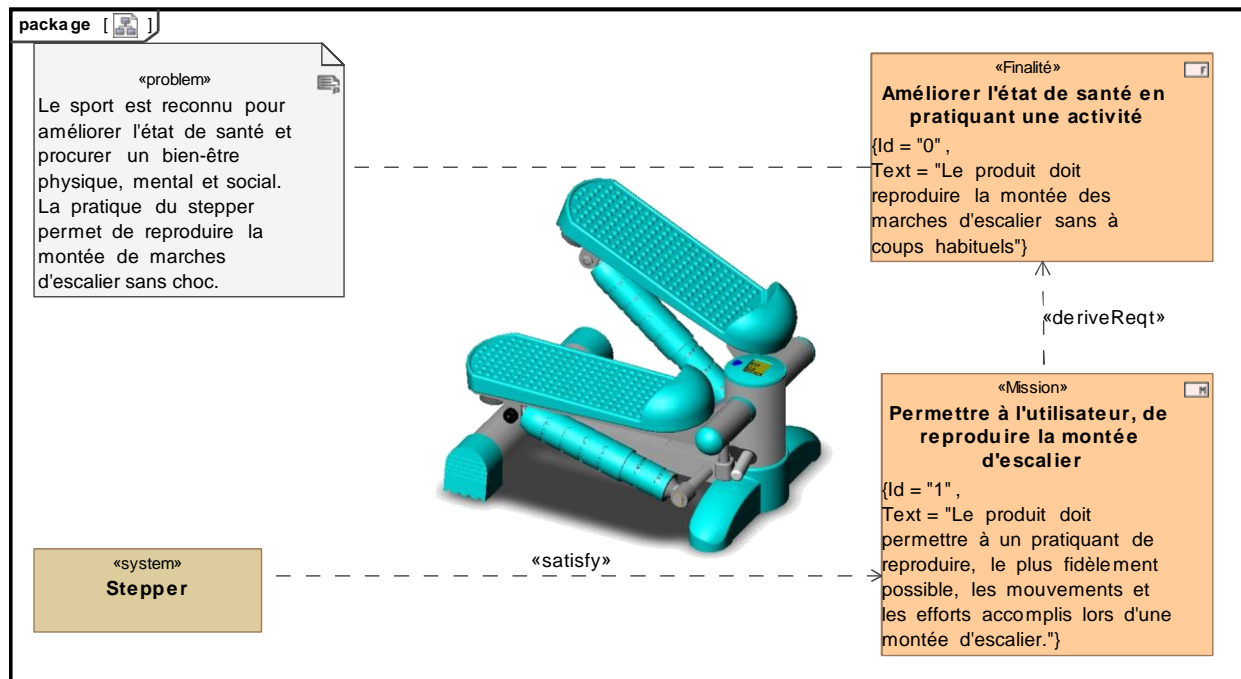 package [ ]
«problem»
Le sport est reconnu pour
améliorer l'état de santé et
procurer un bien-être
physique, mental et social.
La pratique du stepper
permet de reproduire la
montée de marches
d'escalier sans choc.
«Finalité»
F
Améliorer l'état de santé en
pratiquant une activité
{Id = "0",
Text = "Le produit doit
reproduire la montée des
marches d'escalier sans à
coups habituels"}
«deriveReqt»
«Mission»
M
Permettre à l'utilisateur, de
reproduire la montée
d'escalier
{Id = "1",
Text = "Le produit doit
permettre à un pratiquant de
reproduire, le plus fidèlement
possible, les mouvements et
les efforts accomplis lors d'une
montée d'escalier."}
«satisfy»
«system»
Stepper